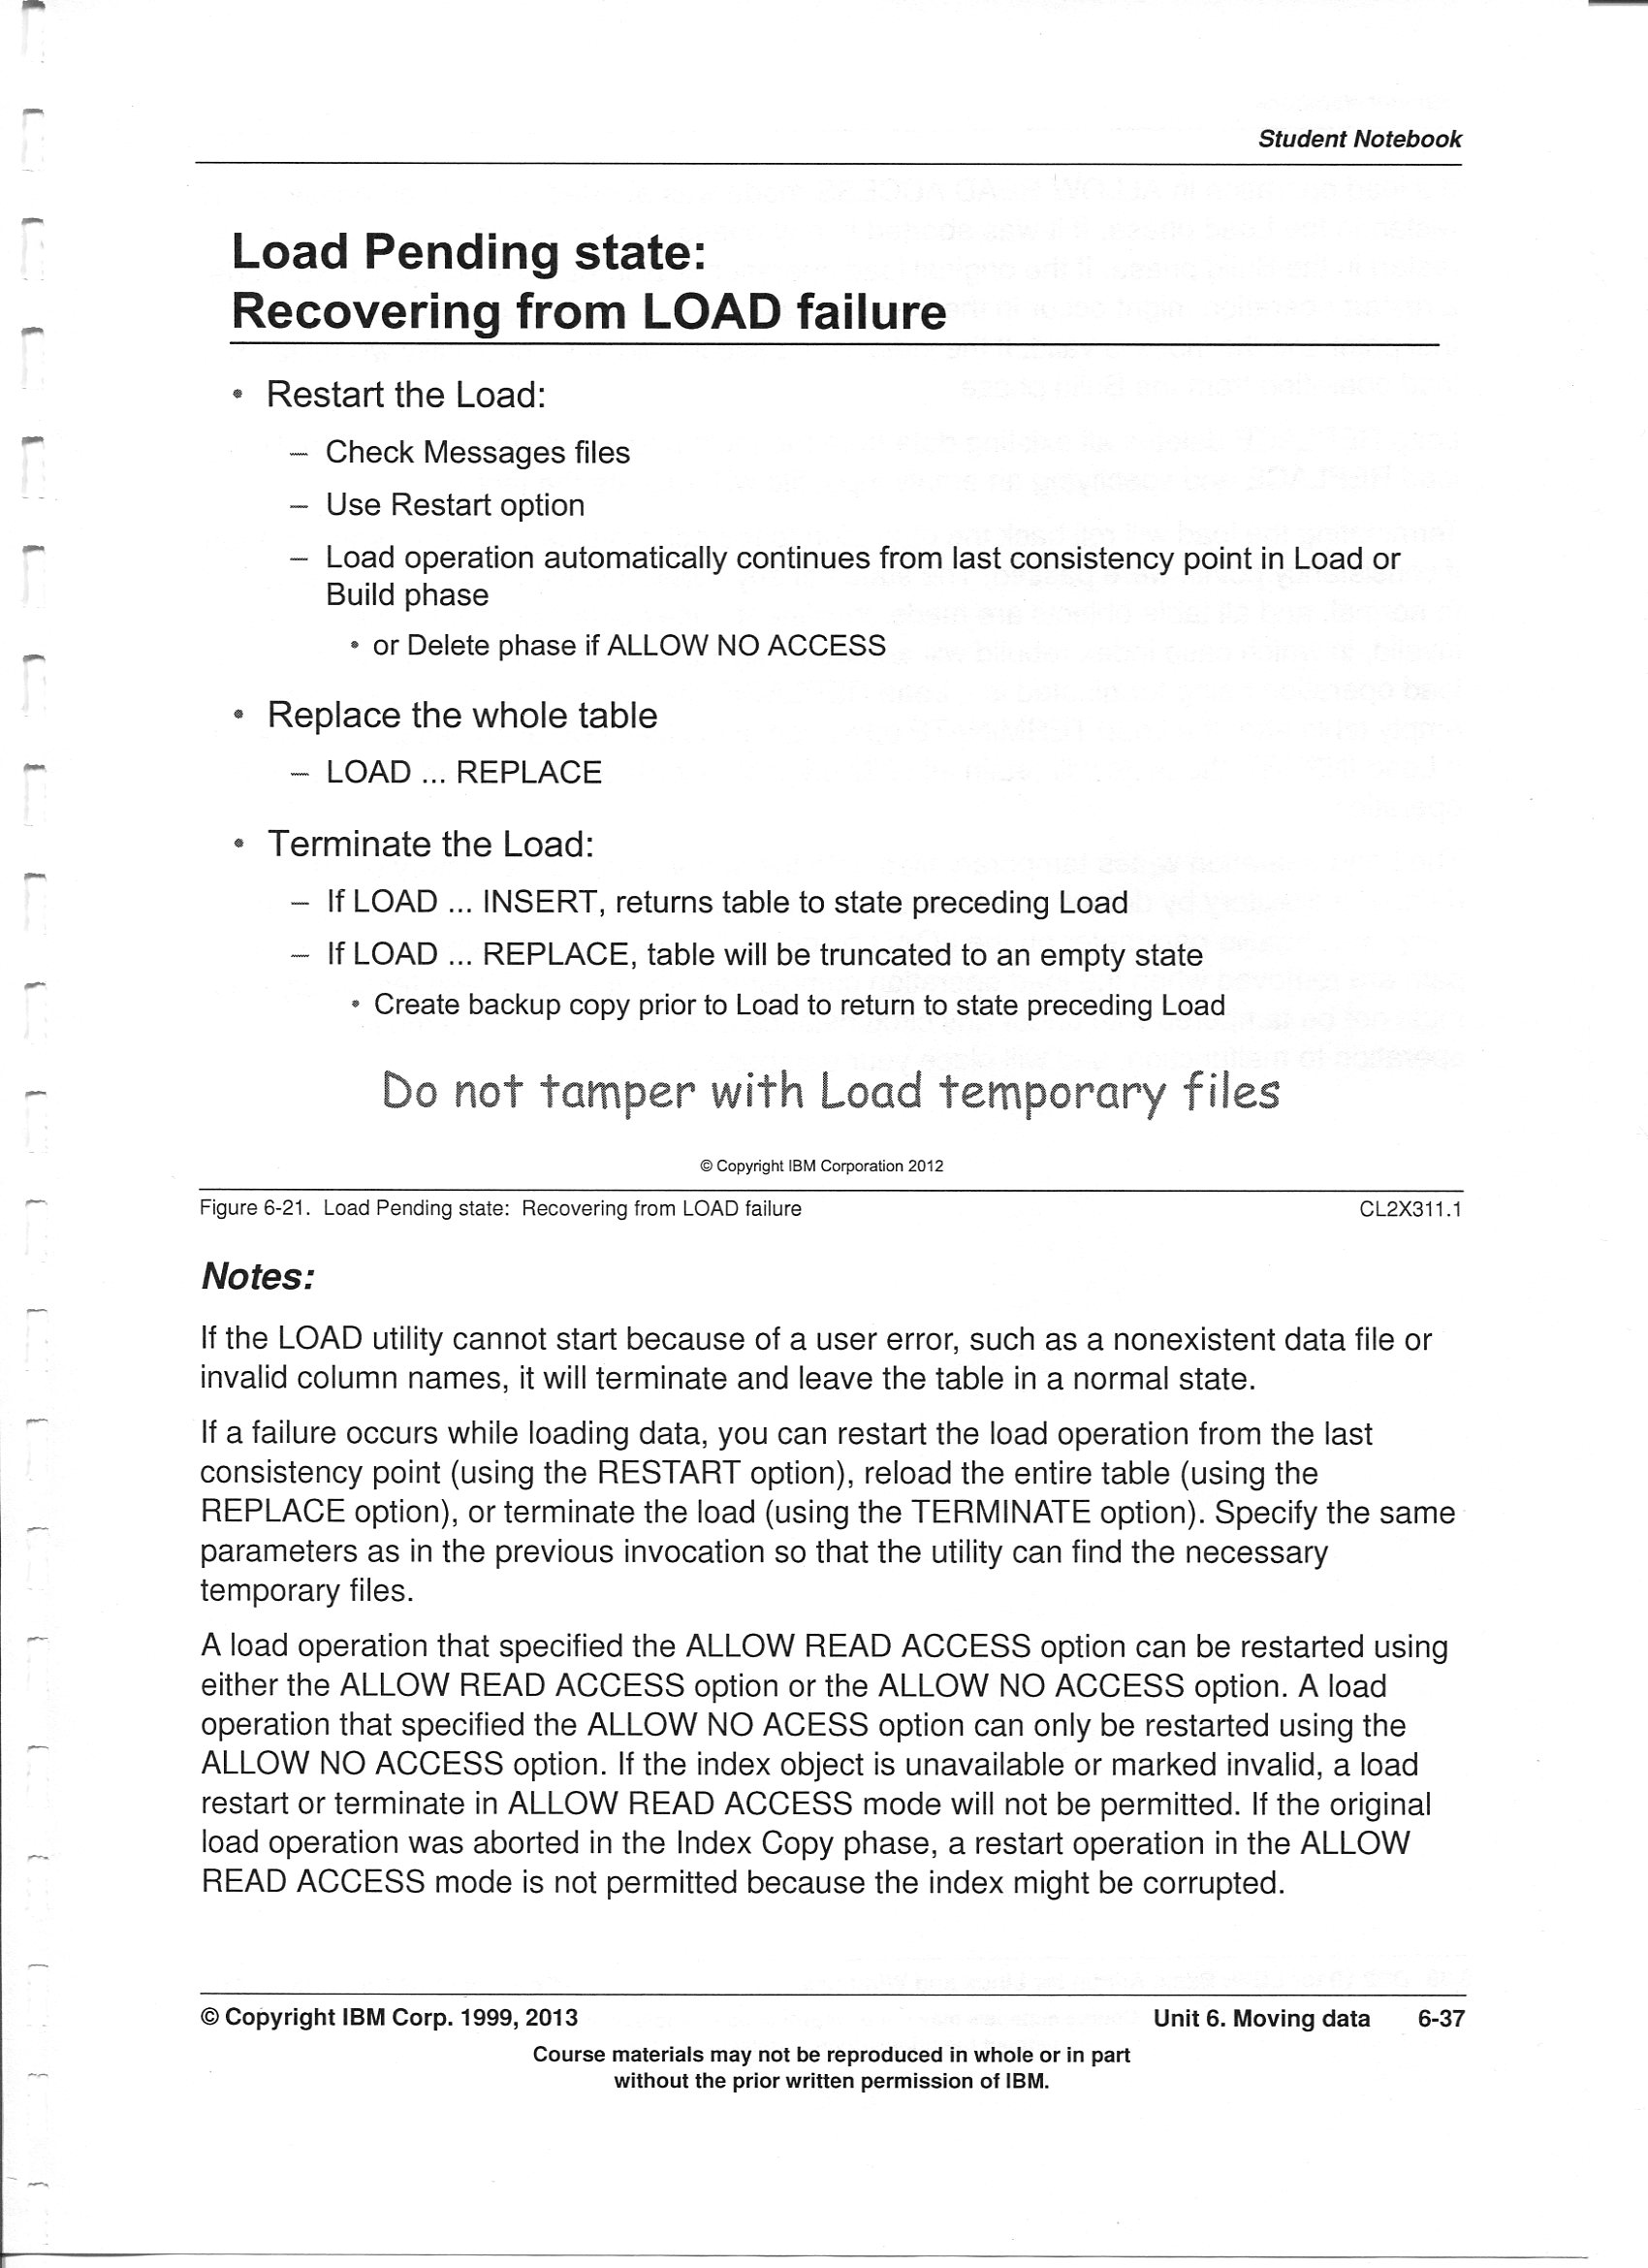 Student Notebook
Load Pending state:
Recovering from LOAD failure
• Restart the Load:
– Check Messages files
– Use Restart option
– Load operation automatically continues from last consistency point in Load or
Build phase
• or Delete phase if ALLOW NO ACCESS
• Replace the whole table
– LOAD ... REPLACE
• Terminate the Load:
– If LOAD ... INSERT, returns table to state preceding Load
– If LOAD ... REPLACE, table will be truncated to an empty state
• Create backup copy prior to Load to return to state preceding Load
Do not tamper with Load temporary files
© Copyright IBM Corporation 2012
Figure 6-21. Load Pending state: Recovering from LOAD failure CL2X311.1
Notes:
If the LOAD utility cannot start because of a user error, such as a nonexistent data file or
invalid column names, it will terminate and leave the table in a normal state.
If a failure occurs while loading data, you can restart the load operation from the last
consistency point (using the RESTART option), reload the entire table (using the
REPLACE option), or terminate the load (using the TERMINATE option). Specify the same
parameters as in the previous invocation so that the utility can find the necessary
temporary files.
A load operation that specified the ALLOW READ ACCESS option can be restarted using
either the ALLOW READ ACCESS option or the ALLOW NO ACCESS option. A load
operation that specified the ALLOW NO ACESS option can only be restarted using the
ALLOW NO ACCESS option. If the index object is unavailable or marked invalid, a load
restart or terminate in ALLOW READ ACCESS mode will not be permitted. If the original
load operation was aborted in the Index Copy phase, a restart operation in the ALLOW
READ ACCESS mode is not permitted because the index might be corrupted.
© Copyright IBM Corp. 1999, 2013 Unit 6. Moving data 6-37
Course materials may not be reproduced in whole or in part
without the prior written permission of IBM.